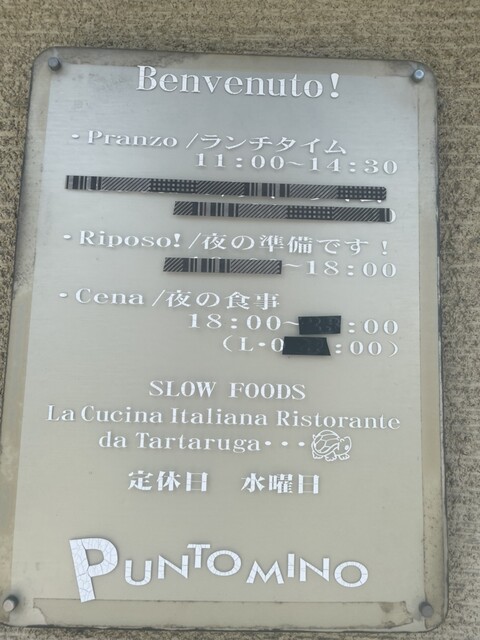 Benvenuto!
・Pranzo/ランチタイム
11:00~14:30
・Riposo!/夜の準備です!
~18:00
・Cena/夜の食事
18:00~ :00
(L・O :00)
SLOW FOODS
La Cucina Italiana Ristorante
da Tartaruga・・・
定休日 水曜日
PUNTOMINO